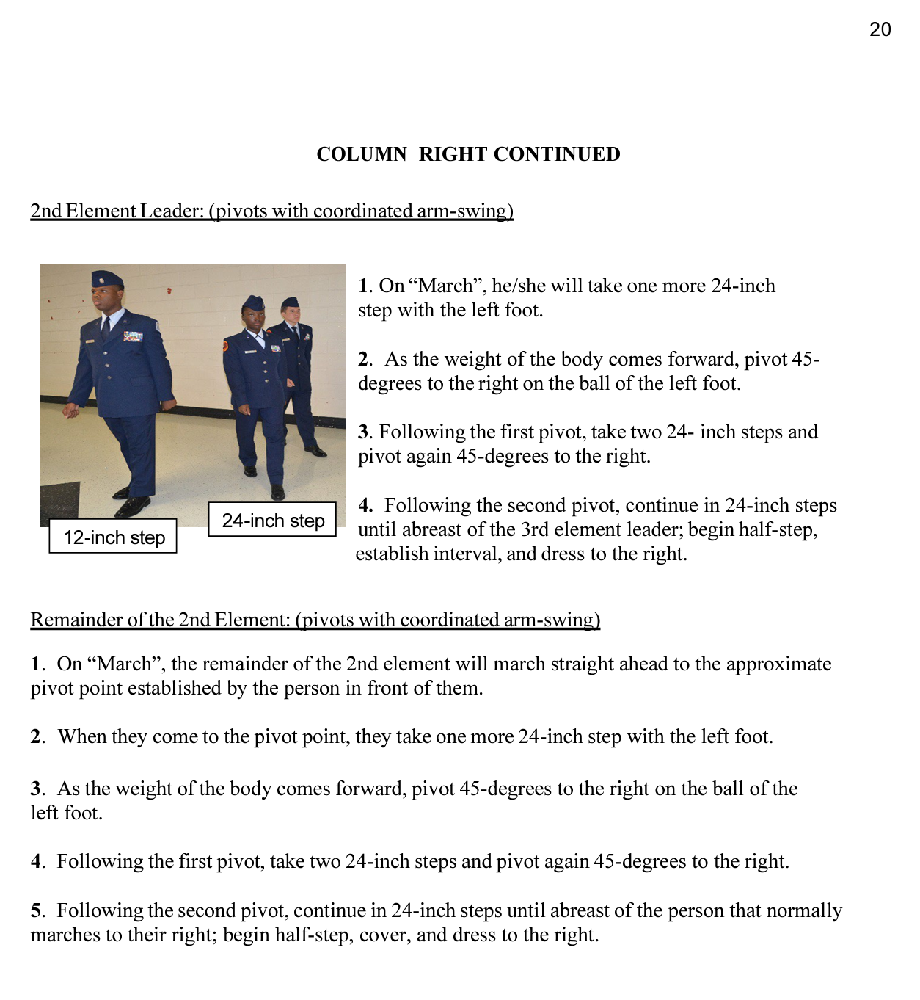 20
COLUMN RIGHT CONTINUED
2nd Element Leader: (pivots with coordinated arm-swing)
1. On “March”, he/she will take one more 24-inch
step with the left foot.
2. As the weight of the body comes forward, pivot 45-
degrees to the right on the ball of the left foot.
3. Following the first pivot, take two 24- inch steps and
pivot again 45-degrees to the right.
4. Following the second pivot, continue in 24-inch steps
until abreast of the 3rd element leader; begin half-step,
establish interval, and dress to the right.
24-inch step
12-inch step
Remainder of the 2nd Element: (pivots with coordinated arm-swing)
1. On “March”, the remainder of the 2nd element will march straight ahead to the approximate
pivot point established by the person in front of them.
2. When they come to the pivot point, they take one more 24-inch step with the left foot.
3. As the weight of the body comes forward, pivot 45-degrees to the right on the ball of the
left foot.
4. Following the first pivot, take two 24-inch steps and pivot again 45-degrees to the right.
5. Following the second pivot, continue in 24-inch steps until abreast of the person that normally
marches to their right; begin half-step, cover, and dress to the right.